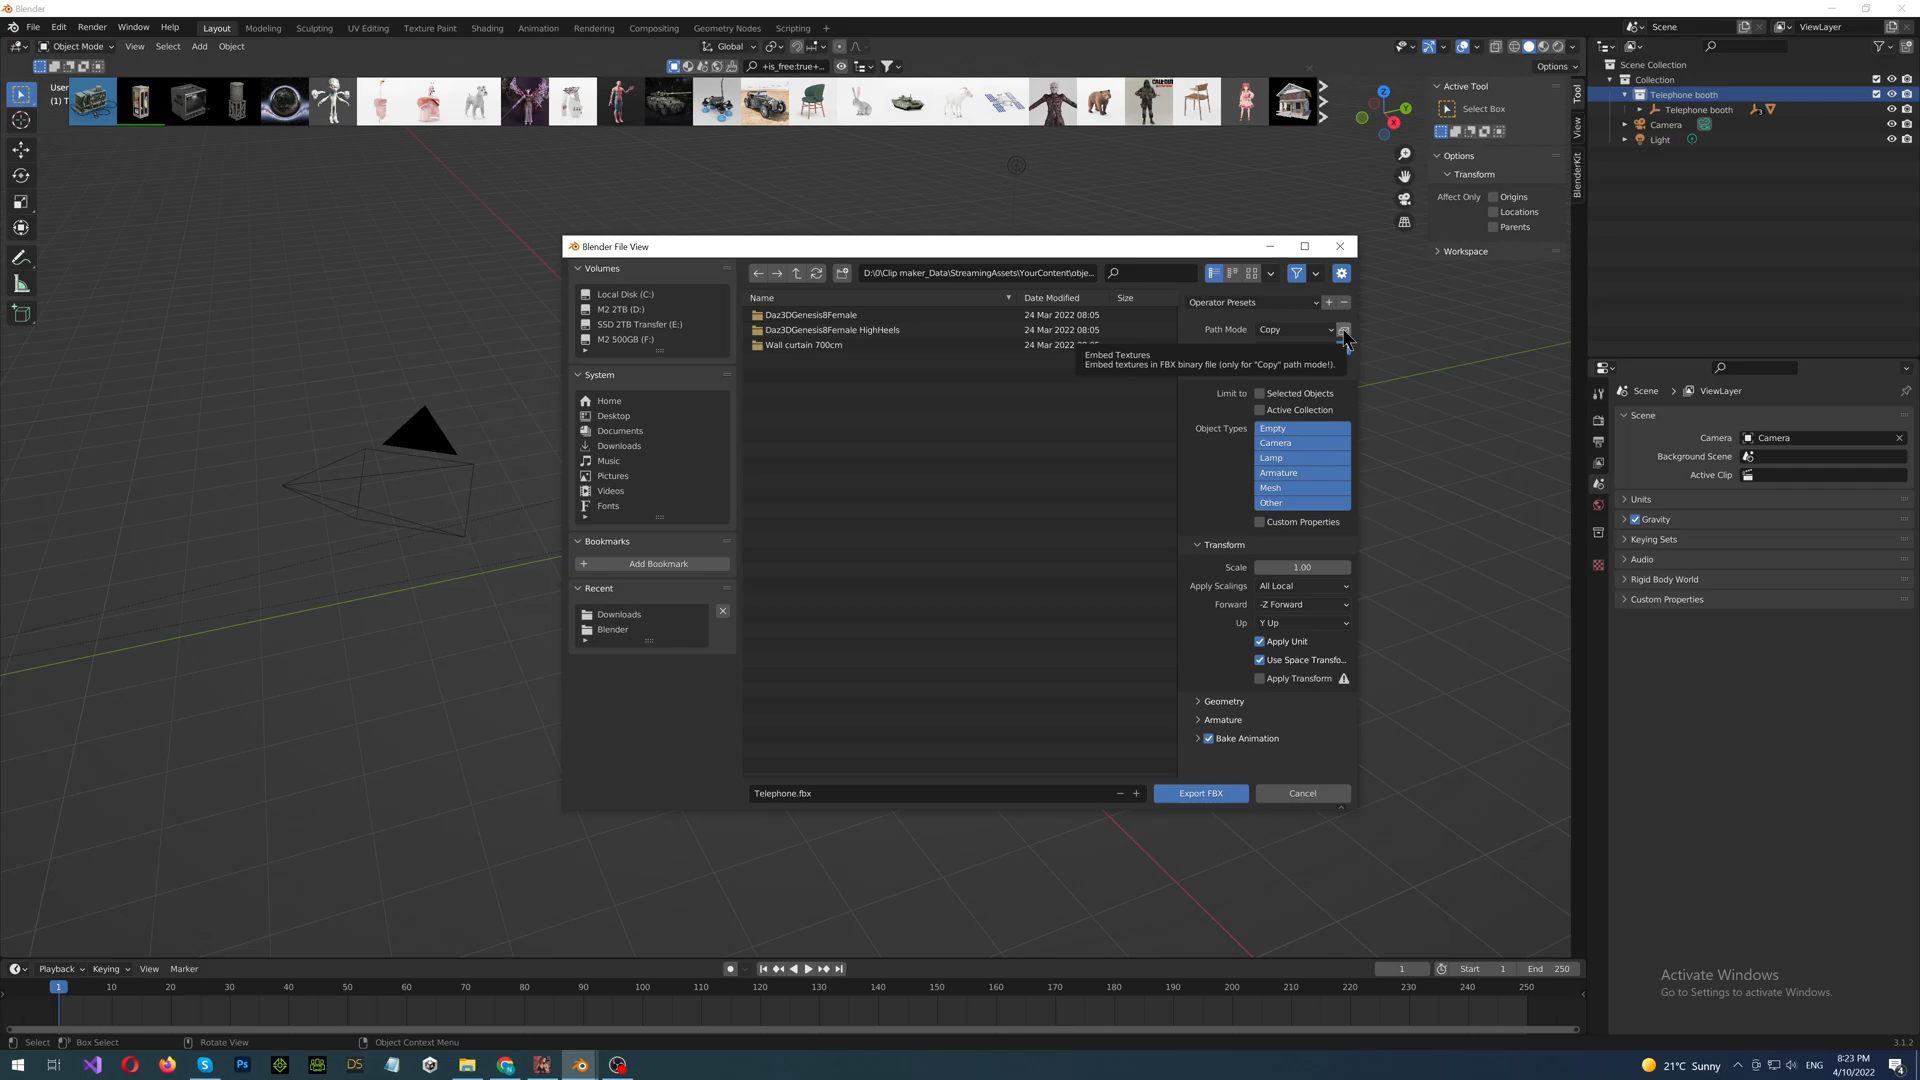 Blender
File Edit Render Window Help Layout Modeling Sculpting UV Editing Texture Paint Shading Animation Rendering Compositing Geometry Nodes Scripting + Scene ViewLayer
Object Mode View Select Add Object Global
+is_free:true+... Options
User
(1) T
Active Tool
Select Box
Options
Transform
Affect Only Origins
Locations
Parents
Workspace
Tool
View
BlenderKit
Scene Collection
Collection
Telephone booth
Telephone booth
Camera
Light
Blender File View
Volumes
Local Disk (C:)
M2 2TB (D:)
SSD 2TB Transfer (E:)
M2 500GB (F:)
System
Home
Desktop
Documents
Downloads
Music
Pictures
Videos
Fonts
Bookmarks
Add Bookmark
Recent
Downloads
Blender
D:\0\Clip maker_Data\StreamingAssets\YourContent\obje...
Name Date Modified Size
Daz3DGenesis8Female 24 Mar 2022 08:05
Daz3DGenesis8Female HighHeels 24 Mar 2022 08:05
Wall curtain 700cm 24 Mar 2022
Operator Presets
Path Mode Copy
Embed Textures
Embed textures in FBX binary file (only for "Copy" path mode!).
Limit to Selected Objects
Active Collection
Object Types Empty
Camera
Lamp
Armature
Mesh
Other
Custom Properties
Transform
Scale 1.00
Apply Scalings All Local
Forward -Z Forward
Up Y Up
Apply Unit
Use Space Transfo...
Apply Transform
Geometry
Armature
Bake Animation
Telephone.fbx
Export FBX
Cancel
Scene > ViewLayer
Scene
Camera Camera
Background Scene
Active Clip
Units
Gravity
Keying Sets
Audio
Rigid Body World
Custom Properties
Activate Windows
Go to Settings to activate Windows.
Playback Keying View Marker 1 Start 1 End 250
1 10 20 30 40 50 60 70 80 90 100 110 120 130 140 150 160 170 180 190 200 210 220 230 240 250
Select Box Select Rotate View Object Context Menu 3.1.2
21°C Sunny ENG 8:23 PM
4/10/2022